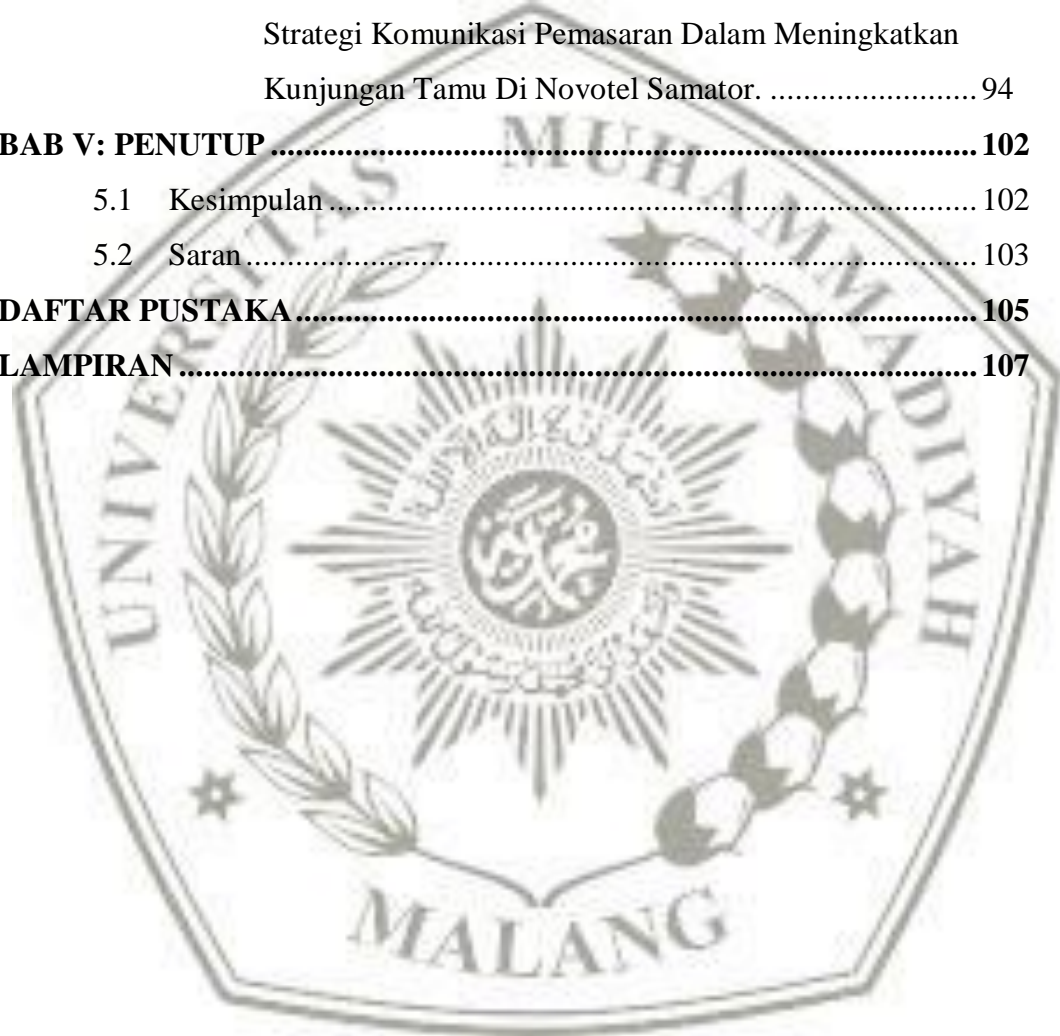 Strategi Komunikasi Pemasaran Dalam Meningkatkan
Kunjungan Tamu Di Novotel Samator. ......................... 94
BAB V: PENUTUP ...................................................................................... 102
5.1 Kesimpulan ............................................................................... 102
5.2 Saran ......................................................................................... 103
DAFTAR PUSTAKA ................................................................................... 105
LAMPIRAN ................................................................................................. 107
UNIVERSITAS MUHAMMADIYAH
MALANG